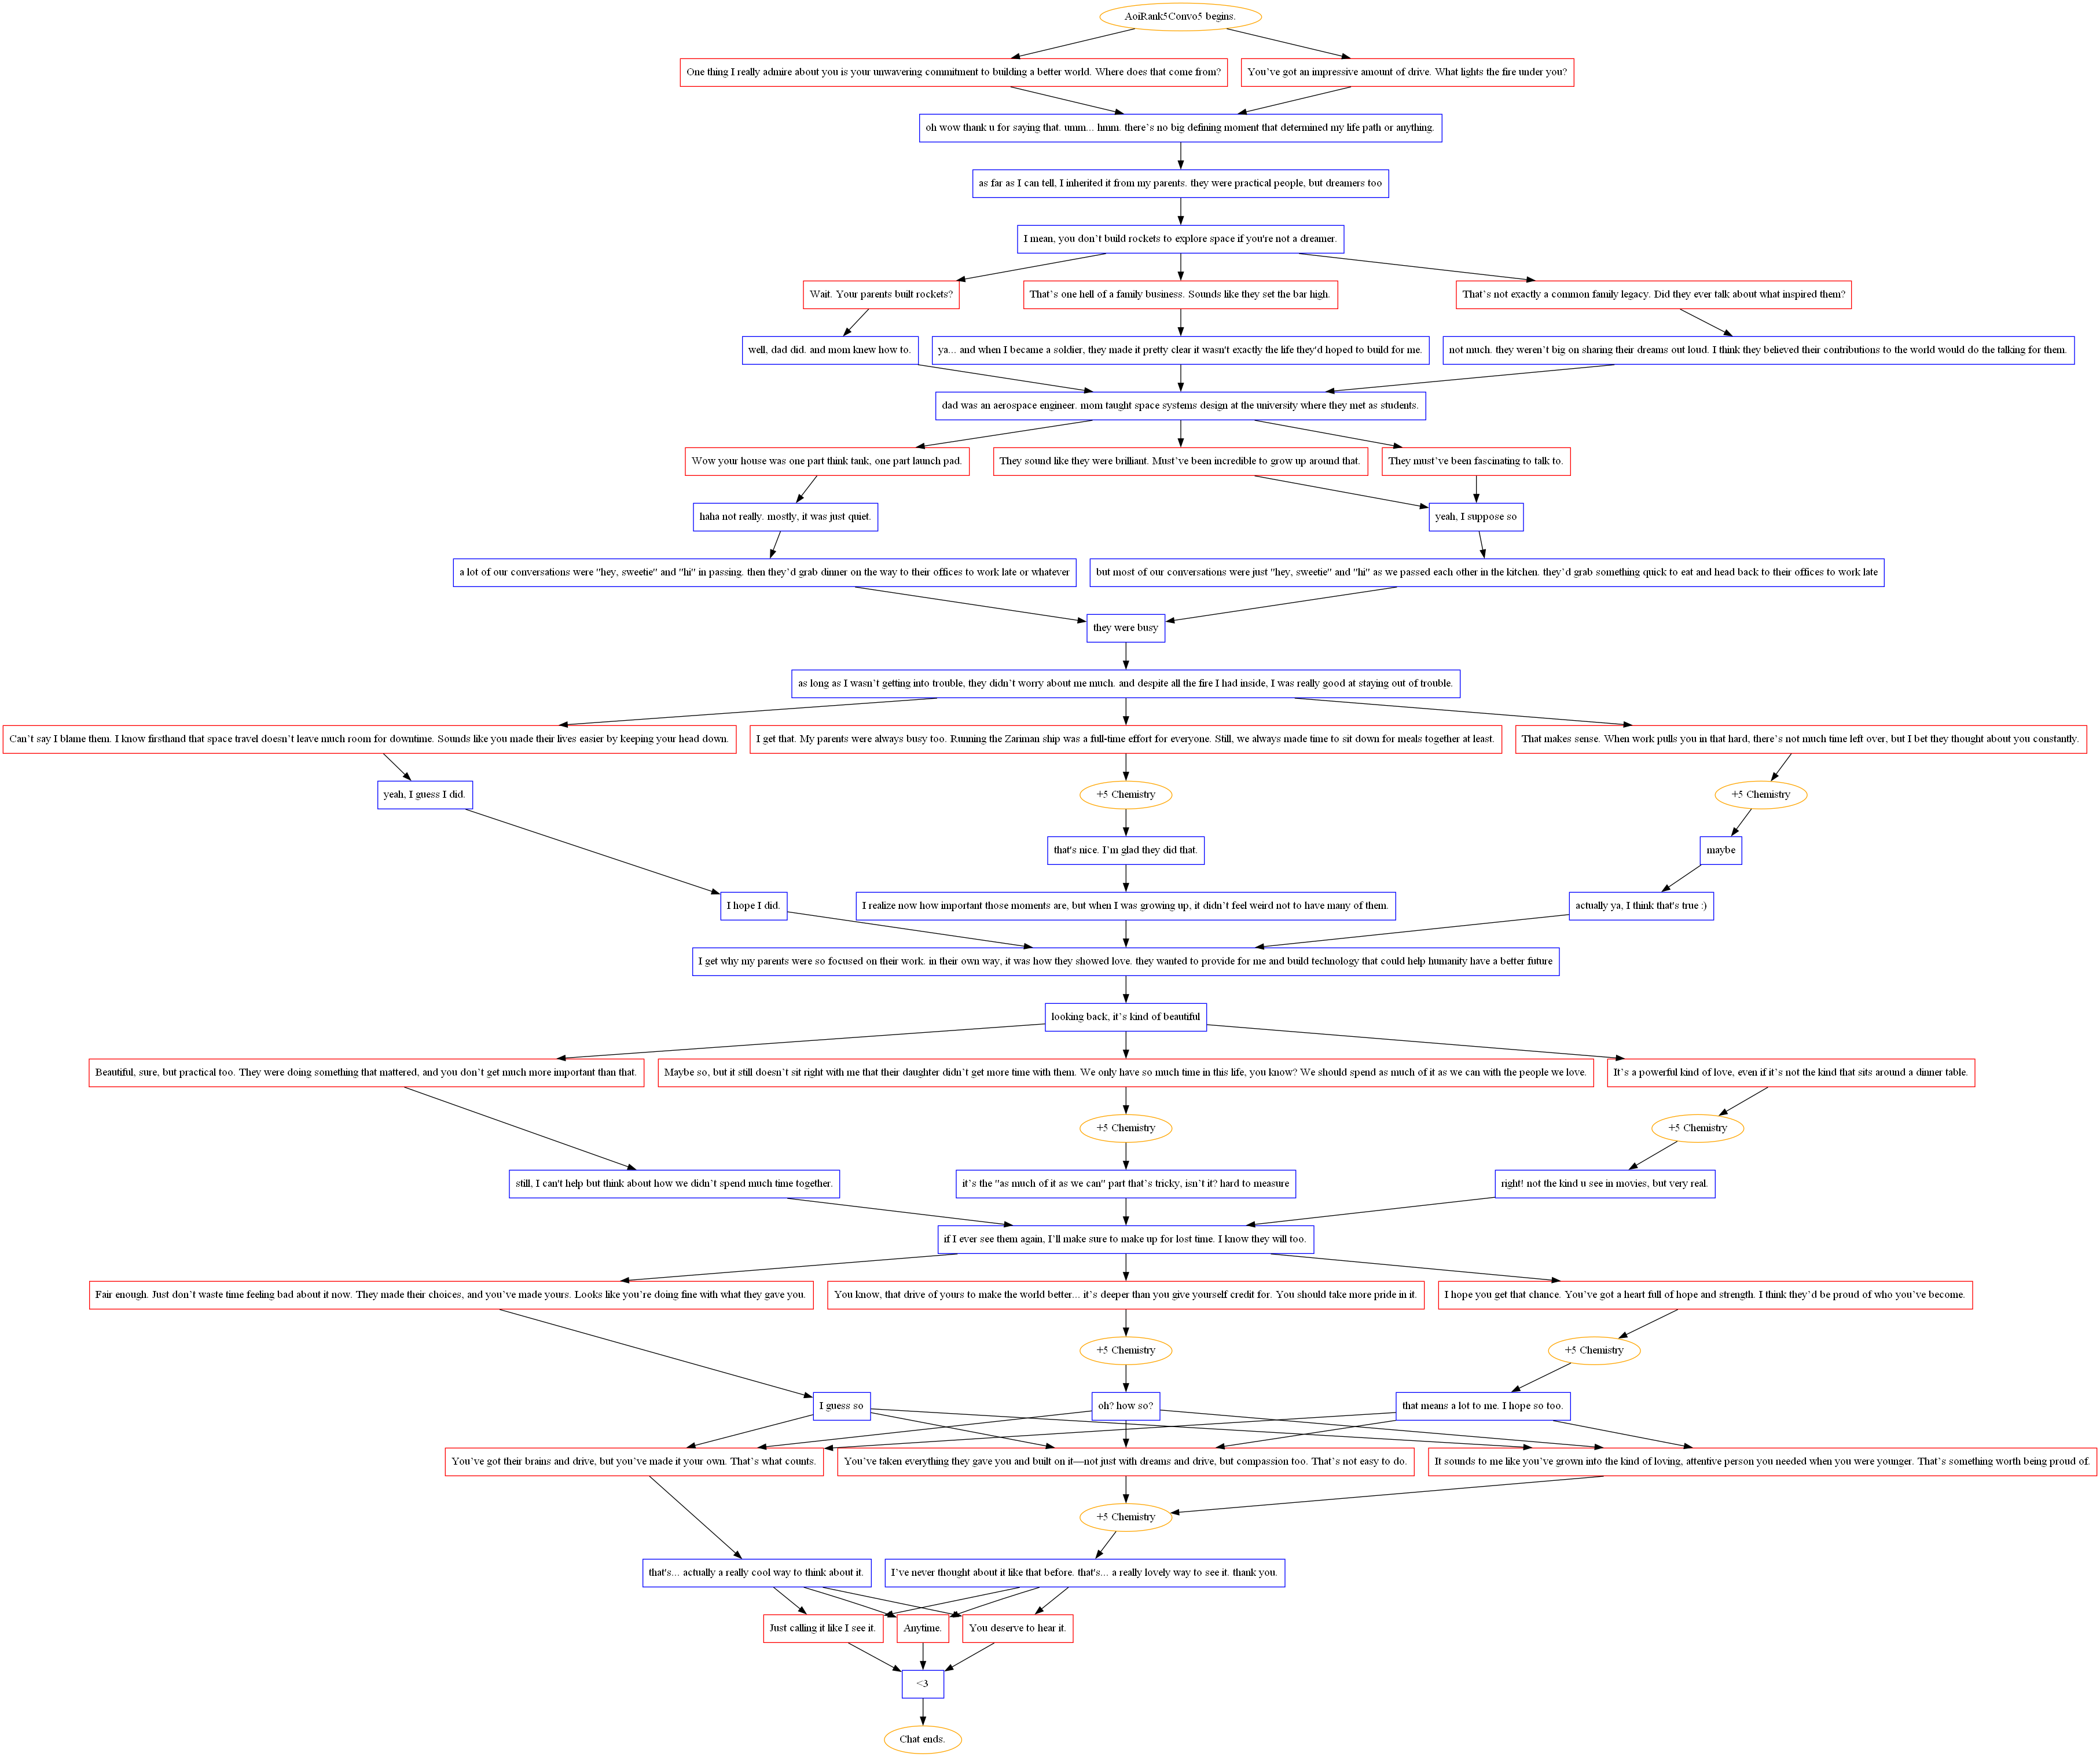 AoiRank5Convo5 begins.
One thing I really admire about you is your unwavering commitment to building a better world. Where does that come from?
You’ve got an impressive amount of drive. What lights the fire under you?
oh wow thank u for saying that. umm... hmm. there’s no big defining moment that determined my life path or anything.
as far as I can tell, I inherited it from my parents. they were practical people, but dreamers too
I mean, you don’t build rockets to explore space if you're not a dreamer.
Wait. Your parents built rockets?
That’s one hell of a family business. Sounds like they set the bar high.
That’s not exactly a common family legacy. Did they ever talk about what inspired them?
well, dad did. and mom knew how to.
ya... and when I became a soldier, they made it pretty clear it wasn't exactly the life they'd hoped to build for me.
not much. they weren’t big on sharing their dreams out loud. I think they believed their contributions to the world would do the talking for them.
dad was an aerospace engineer. mom taught space systems design at the university where they met as students.
Wow your house was one part think tank, one part launch pad.
They sound like they were brilliant. Must’ve been incredible to grow up around that.
They must’ve been fascinating to talk to.
haha not really. mostly, it was just quiet.
yeah, I suppose so
a lot of our conversations were "hey, sweetie" and "hi" in passing. then they’d grab dinner on the way to their offices to work late or whatever
but most of our conversations were just "hey, sweetie" and "hi" as we passed each other in the kitchen. they’d grab something quick to eat and head back to their offices to work late
they were busy
as long as I wasn’t getting into trouble, they didn’t worry about me much. and despite all the fire I had inside, I was really good at staying out of trouble.
Can’t say I blame them. I know firsthand that space travel doesn’t leave much room for downtime. Sounds like you made their lives easier by keeping your head down.
I get that. My parents were always busy too. Running the Zariman ship was a full-time effort for everyone. Still, we always made time to sit down for meals together at least.
That makes sense. When work pulls you in that hard, there’s not much time left over, but I bet they thought about you constantly.
yeah, I guess I did.
+5 Chemistry
+5 Chemistry
that's nice. I’m glad they did that.
maybe
I hope I did.
I realize now how important those moments are, but when I was growing up, it didn’t feel weird not to have many of them.
actually ya, I think that's true :)
I get why my parents were so focused on their work. in their own way, it was how they showed love. they wanted to provide for me and build technology that could help humanity have a better future
looking back, it’s kind of beautiful
Beautiful, sure, but practical too. They were doing something that mattered, and you don’t get much more important than that.
Maybe so, but it still doesn’t sit right with me that their daughter didn’t get more time with them. We only have so much time in this life, you know? We should spend as much of it as we can with the people we love.
It’s a powerful kind of love, even if it’s not the kind that sits around a dinner table.
+5 Chemistry
+5 Chemistry
still, I can't help but think about how we didn’t spend much time together.
it’s the "as much of it as we can" part that’s tricky, isn’t it? hard to measure
right! not the kind u see in movies, but very real.
if I ever see them again, I’ll make sure to make up for lost time. I know they will too.
Fair enough. Just don’t waste time feeling bad about it now. They made their choices, and you’ve made yours. Looks like you’re doing fine with what they gave you.
You know, that drive of yours to make the world better... it’s deeper than you give yourself credit for. You should take more pride in it.
I hope you get that chance. You’ve got a heart full of hope and strength. I think they’d be proud of who you’ve become.
+5 Chemistry
+5 Chemistry
I guess so
oh? how so?
that means a lot to me. I hope so too.
You’ve got their brains and drive, but you’ve made it your own. That’s what counts.
You’ve taken everything they gave you and built on it—not just with dreams and drive, but compassion too. That’s not easy to do.
It sounds to me like you’ve grown into the kind of loving, attentive person you needed when you were younger. That’s something worth being proud of.
+5 Chemistry
that's... actually a really cool way to think about it.
I’ve never thought about it like that before. that's... a really lovely way to see it. thank you.
Just calling it like I see it.
Anytime.
You deserve to hear it.
<3
Chat ends.